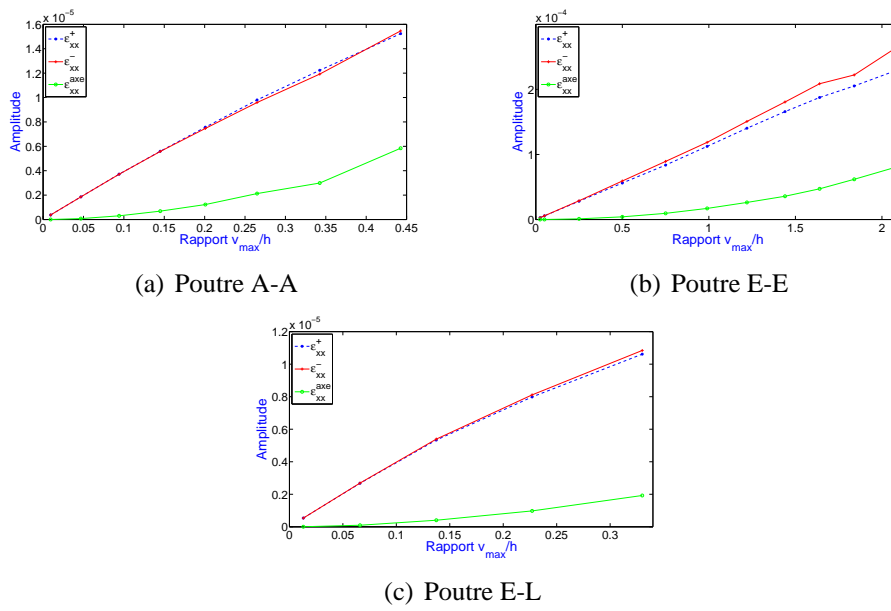 x 10⁻⁵
1.6
1.4
1.2
1
0.8
0.6
0.4
0.2
0
Amplitude
ε⁺xx
ε⁻xx
εᵃˣᵉxx
0 0.05 0.1 0.15 0.2 0.25 0.3 0.35 0.4 0.45
Rapport v_max/h
(a) Poutre A-A
x 10⁻⁴
2
1
0
Amplitude
ε⁺xx
ε⁻xx
εᵃˣᵉxx
0 0.5 1 1.5 2
Rapport v_max/h
(b) Poutre E-E
x 10⁻⁵
1.2
1
0.8
0.6
0.4
0.2
0
Amplitude
ε⁺xx
ε⁻xx
εᵃˣᵉxx
0.05 0.1 0.15 0.2 0.25 0.3
Rapport v_max/h
(c) Poutre E-L